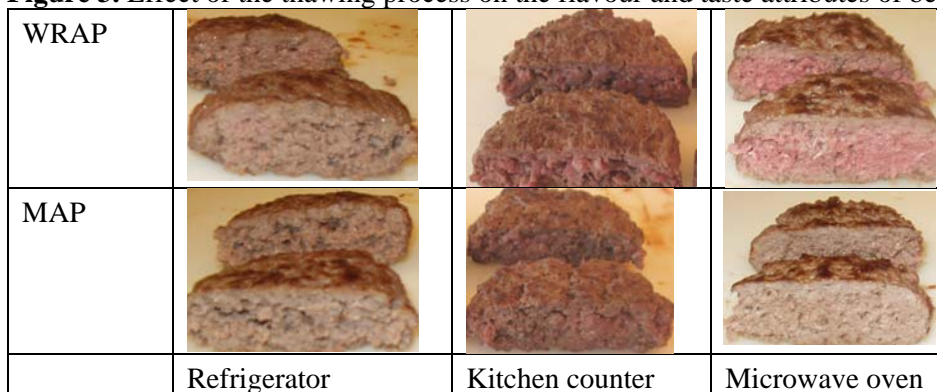 Figure 3. Effect of the thawing process on the flavour and taste attributes of
WRAP
MAP
Refrigerator Kitchen counter Microwave oven